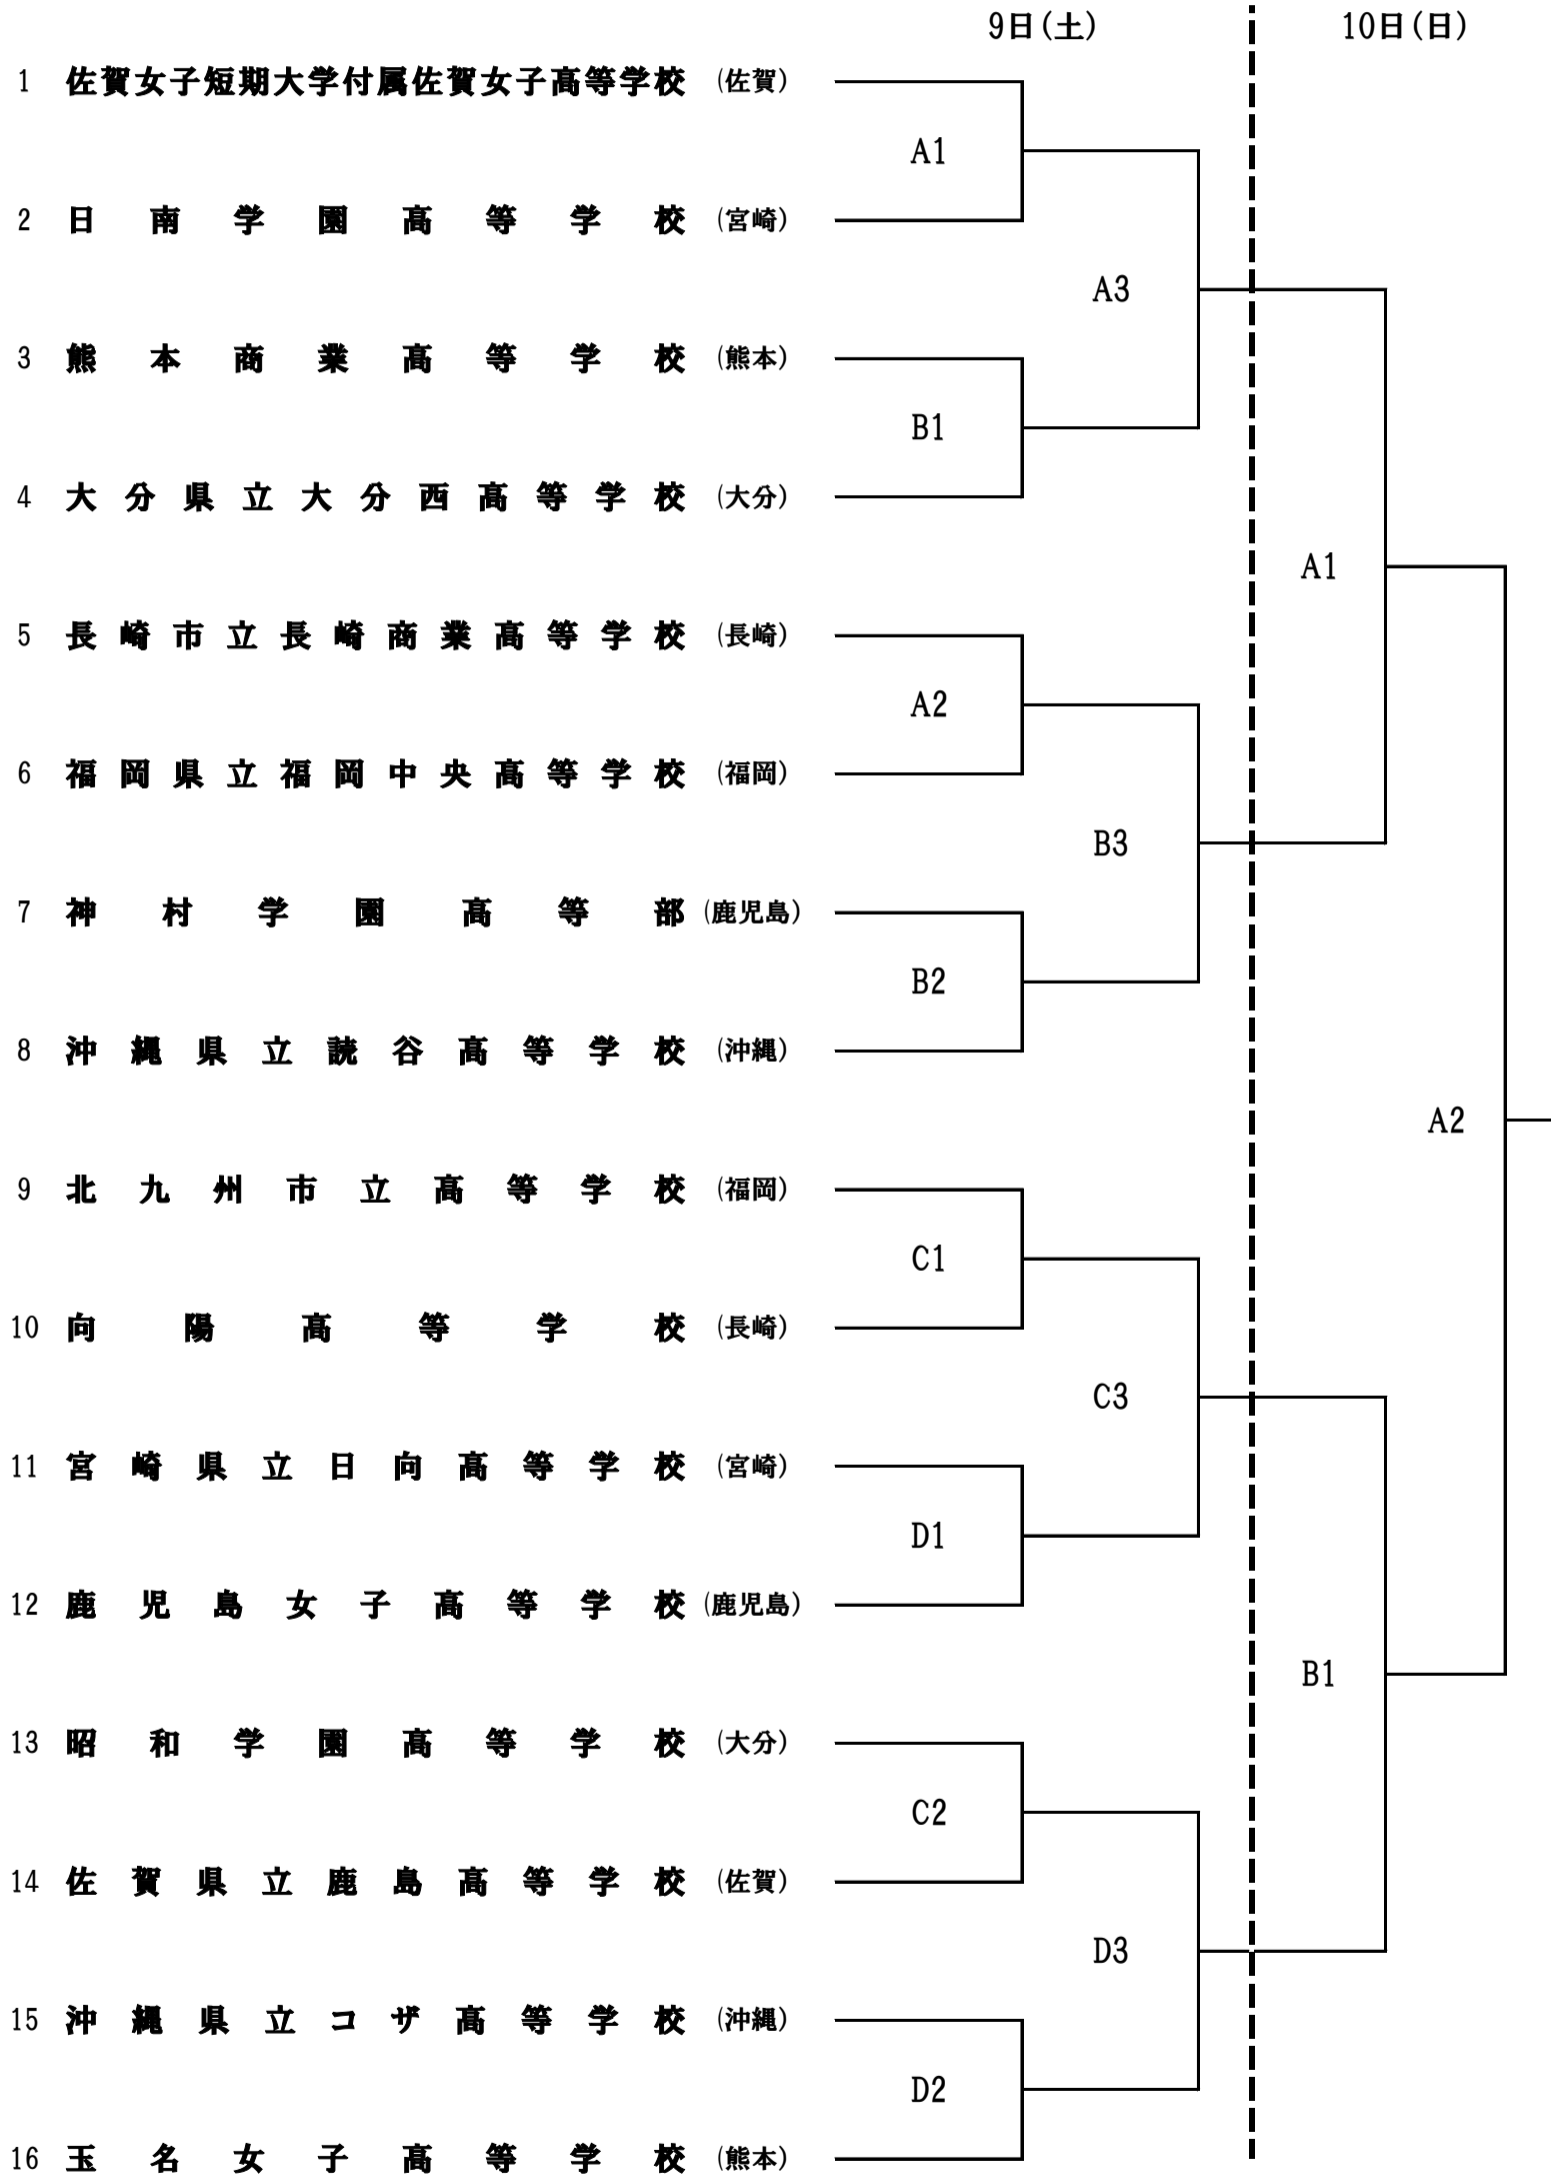 9日(土) 10日(日)
1 佐賀女子短期大学付属佐賀女子高等学校 (佐賀)
A1
2 日南学園高等学校 (宮崎)
A3
3 熊本商業高等学校 (熊本)
B1
4 大分県立大分西高等学校 (大分)
A1
5 長崎市立長崎商業高等学校 (長崎)
A2
6 福岡県立福岡中央高等学校 (福岡)
B3
7 神村学園高等部 (鹿児島)
B2
8 沖縄県立読谷高等学校 (沖縄)
A2
9 北九州市立高等学校 (福岡)
C1
10 向陽高等学校 (長崎)
C3
11 宮崎県立日向高等学校 (宮崎)
D1
12 鹿児島女子高等学校 (鹿児島)
B1
13 昭和学園高等学校 (大分)
C2
14 佐賀県立鹿島高等学校 (佐賀)
D3
15 沖縄県立コザ高等学校 (沖縄)
D2
16 玉名女子高等学校 (熊本)